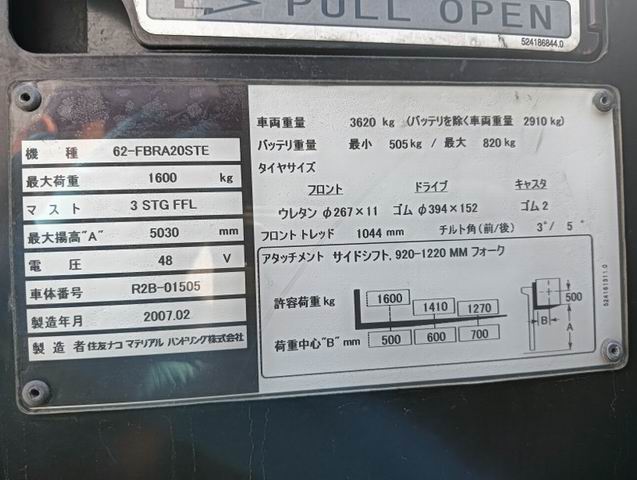 PULL OPEN
524186844.0
機 種 62-FBRA20STE
最大荷重 1600 kg
マスト 3 STG FFL
最大揚高"A" 5030 mm
電 圧 48 V
車体番号 R2B-01505
製造年月 2007.02
製造者 住友ナコ マテリアル ハンドリング株式会社
車両重量 3620 kg (バッテリを除く車両重量 2910 kg)
バッテリ重量 最小 505 kg / 最大 820 kg
タイヤサイズ
フロント ドライブ キャスタ
ウレタン φ267×11 ゴム φ394×152 ゴム 2
フロント トレッド 1044 mm チルト角(前/後) 3°/ 5°
アタッチメント サイドシフト, 920-1220 MM フォーク
許容荷重 kg 1600 1410 1270
荷重中心"B" mm 500 600 700
500
B
A
524161311.0